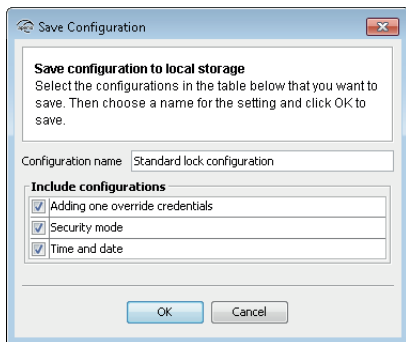 Save Configuration
Save configuration to local storage
Select the configurations in the table below that you want to
save. Then choose a name for the setting and click OK to
save.
Configuration name Standard lock configuration
Include configurations
Adding one override credentials
Security mode
Time and date
OK Cancel